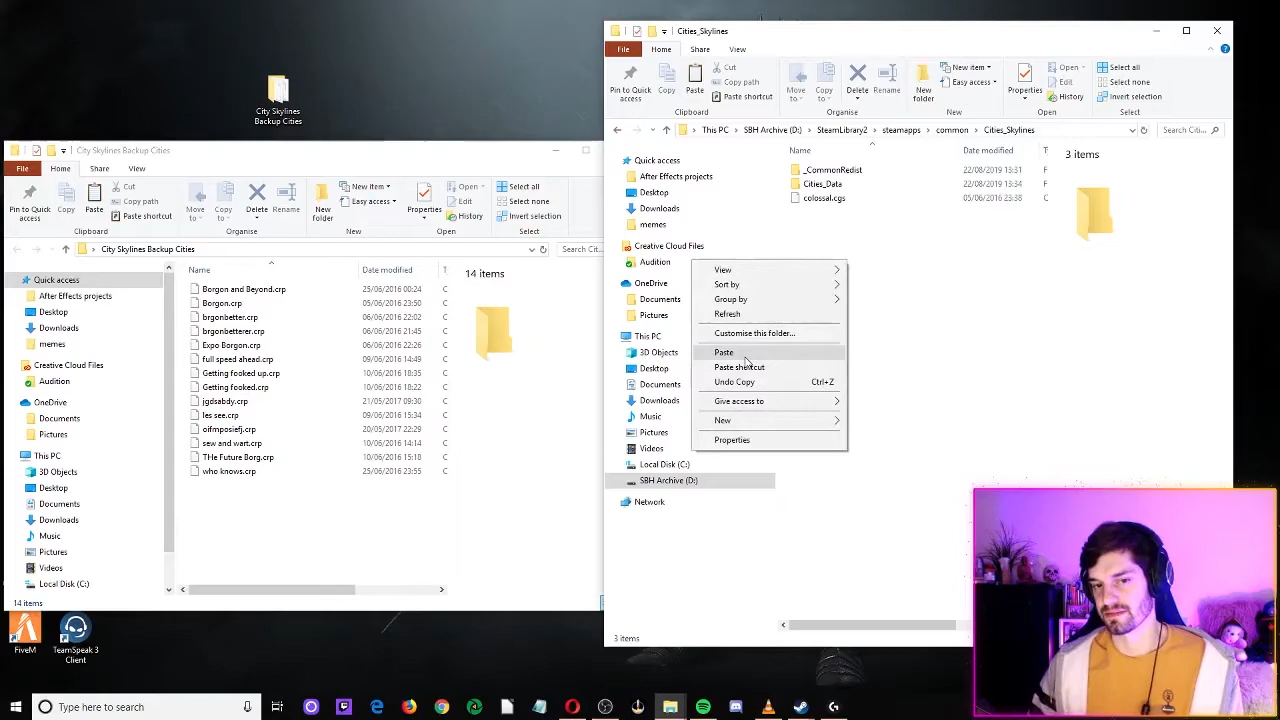 City Skylines
Backup Cities
City Skylines Backup Cities
File
Home
Share
View
Pin to Quick
access
Copy
Paste
Cut
Copy path
Paste shortcut
Move
to
Copy
to
Delete
Rename
New
folder
New item
Easy access
Properties
Open
Edit
History
Select all
Select none
Invert selection
Clipboard
Organise
New
Open
Select
City Skylines Backup Cities
Search Cit...
Quick access
After Effects projects
Desktop
Downloads
memes
Creative Cloud Files
Audition
OneDrive
Documents
Pictures
This PC
3D Objects
Desktop
Documents
Downloads
Music
Pictures
Videos
Local Disk (C:)
Name
Date modified
C
Borgon and Beyond.crp 25/06/2016 00:24 C
Borgon.crp 05/06/2016 23:50 C
brgonbetterer.crp 06/06/2016 22:02 C
brgonbetter.crp 06/06/2016 21:45 C
Expo Borgon.crp 06/06/2016 22:26 C
full speed ahead.crp 09/06/2016 14:49 C
Getting fooked up.crp 10/06/2016 18:35 C
Getting fooked.crp 10/06/2016 18:22 C
jgdsabdy.crp 21/05/2017 09:30 C
les see.crp 09/06/2016 15:34 C
oifmposiefj.crp 20/05/2017 22:29 C
sew and wart.crp 10/06/2016 14:14 C
THe Future Borg.crp 10/06/2016 15:18 C
who knows.crp 25/06/2016 23:55 C
14 items
14 items
Cities_Skylines
File
Home
Share
View
Pin to Quick
access
Copy
Paste
Cut
Copy path
Paste shortcut
Move
to
Copy
to
Delete
Rename
New
folder
New item
Easy access
Properties
Open
Edit
History
Select all
Select none
Invert selection
Clipboard
Organise
New
Open
Select
This PC
SBH Archive (D:)
SteamLibrary2
steamapps
common
Cities_Skylines
Search Citi...
Quick access
After Effects projects
Desktop
Downloads
memes
Creative Cloud Files
Audition
OneDrive
Documents
Pictures
This PC
3D Objects
Desktop
Documents
Downloads
Music
Pictures
Videos
Local Disk (C:)
SBH Archive (D:)
Network
Name
Date modified
T
_CommonRedist 22/08/2019 13:31 F
Cities_Data 22/08/2019 13:34 F
colossal.cgs 05/06/2016 23:38 C
3 items
View
Sort by
Group by
Refresh
Customise this folder...
Paste
Paste shortcut
Undo Copy Ctrl+Z
Give access to
New
Properties
3 items
FiveM
TeamSpeak 3
Client
Type here to search